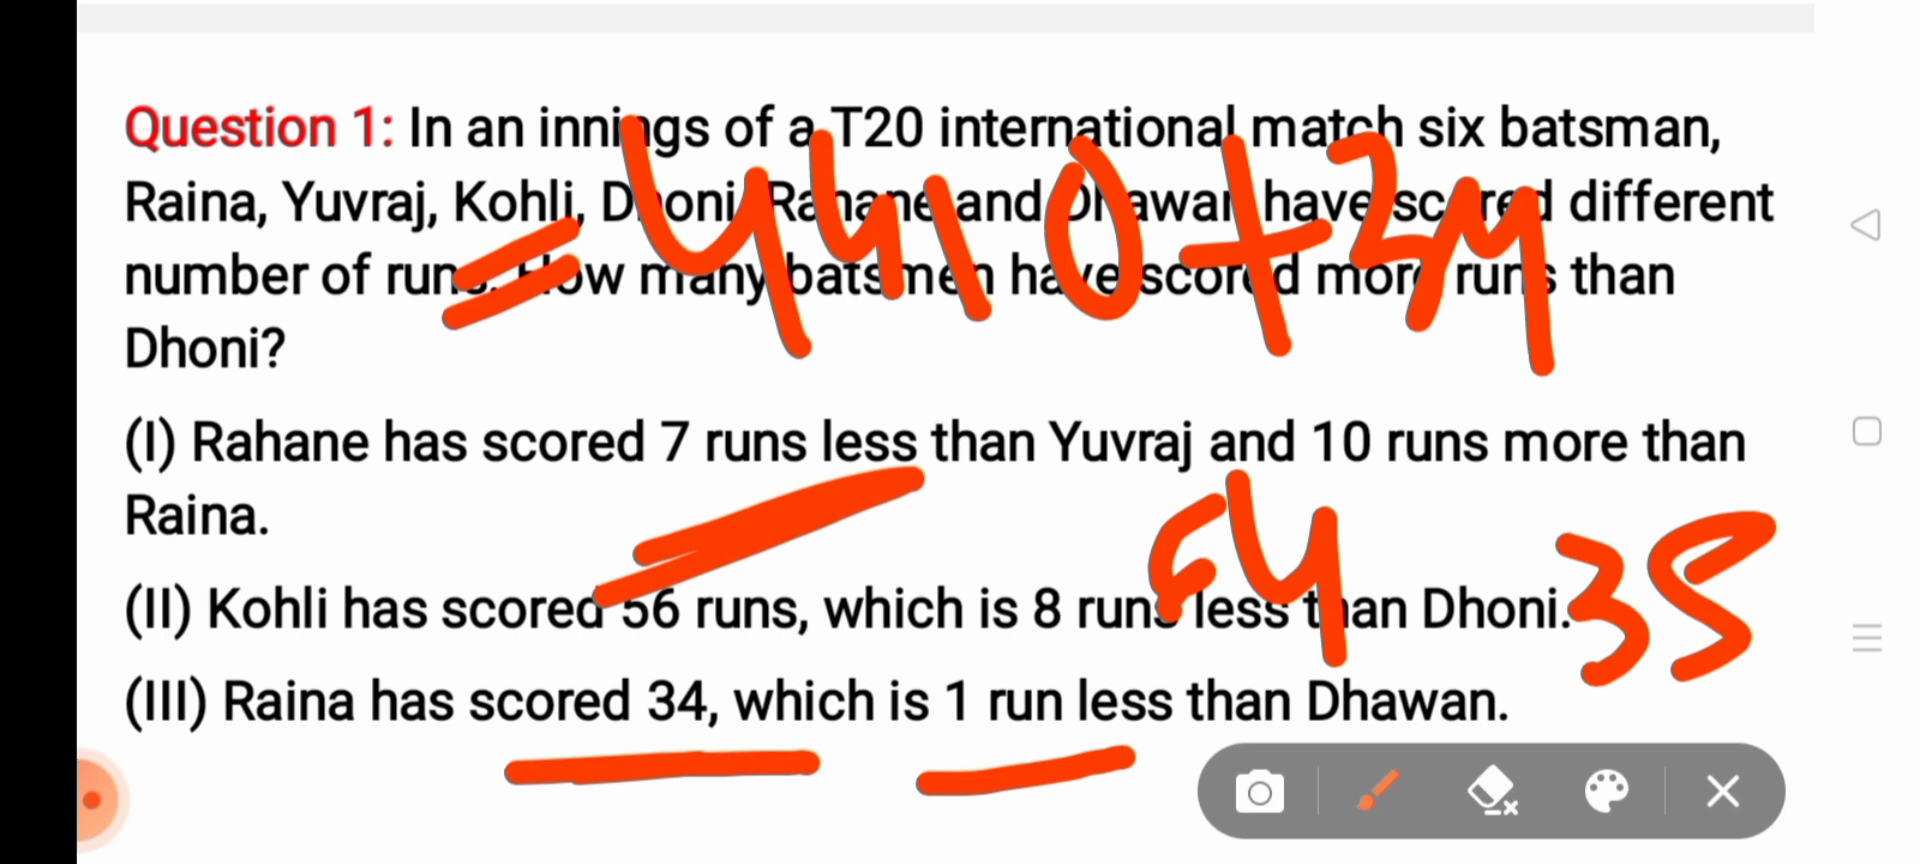 Question 1: In an innings of a T20 international match six batsman,
Raina, Yuvraj, Kohli, Dhoni, Rahane and Dhawan have scored different
number of runs. How many batsmen have scored more runs than
Dhoni?
= 44 10 + 34
(I) Rahane has scored 7 runs less than Yuvraj and 10 runs more than
Raina.
64
35
(II) Kohli has scored 56 runs, which is 8 runs less than Dhoni.
(III) Raina has scored 34, which is 1 run less than Dhawan.